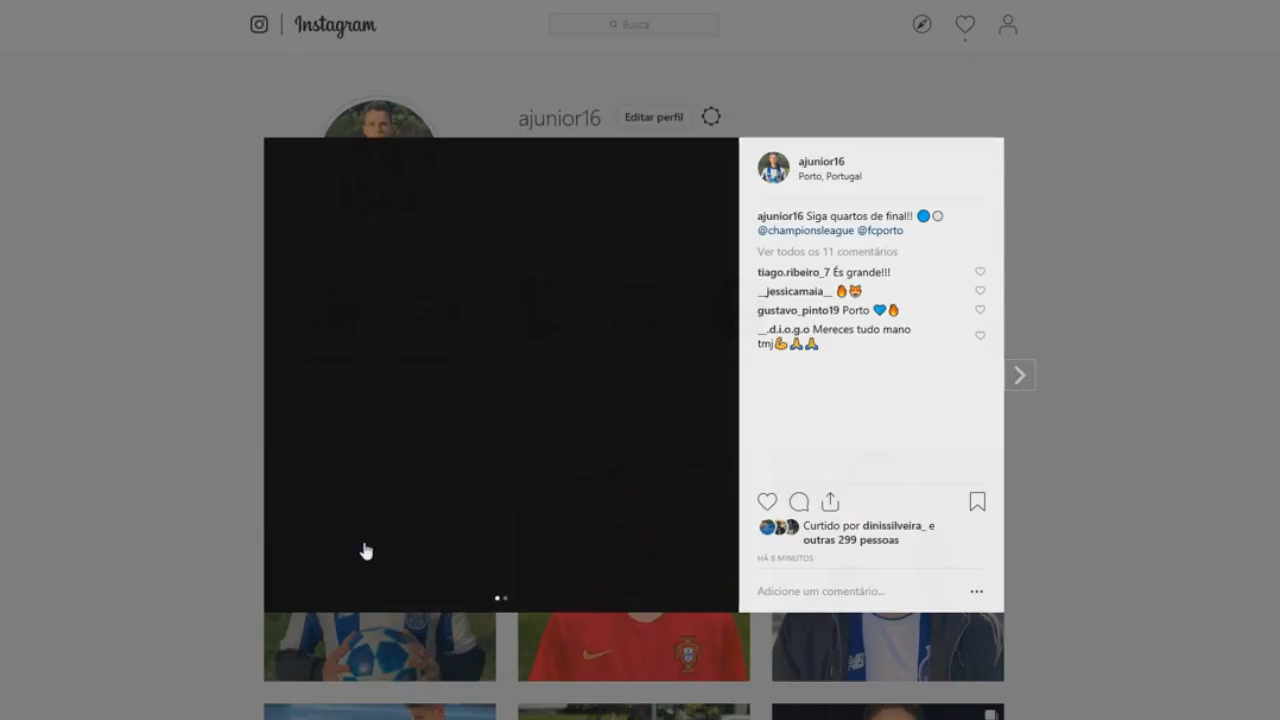 Instagram
Busca
ajunior16
Editar perfil
ajunior16
Porto, Portugal
ajunior16 Siga quartos de final!! 🔵⚪
@championsleague @fcporto
Ver todos os 11 comentários
tiago.ribeiro_7 És grande!!!
__jessicamaia__ 🔥😻
gustavo_pinto19 Porto 💙🔥
__.d.i.o.g.o Mereces tudo mano
tmj💪🙏🙏
Curtido por dinissilveira_ e
outras 299 pessoas
HÁ 8 MINUTOS
Adicione um comentário...